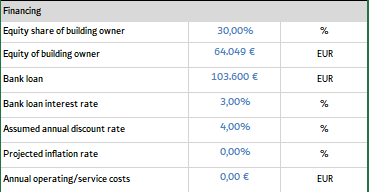 Financing
Equity share of building owner 30,00% %
Equity of building owner 64.049 € EUR
Bank loan 103.600 € EUR
Bank loan interest rate 3,00% %
Assumed annual discount rate 4,00% %
Projected inflation rate 0,00% %
Annual operating/service costs 0,00 € EUR